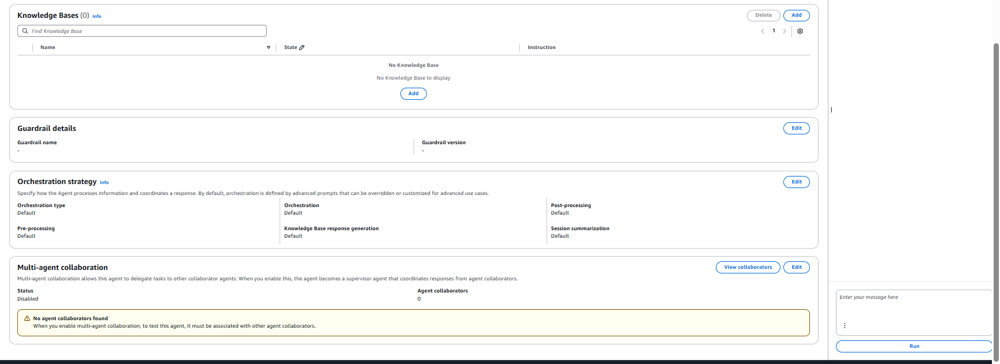 Knowledge Bases (0) Info
Delete
Add
Find Knowledge Base
1
Name
State
Instruction
No Knowledge Base
No Knowledge Base to display
Add
Guardrail details
Edit
Guardrail name
-
Guardrail version
-
Orchestration strategy Info
Edit
Specify how the Agent processes information and coordinates a response. By default, orchestration is defined by advanced prompts that can be overridden or customized for advanced use cases.
Orchestration type
Default
Orchestration
Default
Post-processing
Default
Pre-processing
Default
Knowledge Base response generation
Default
Session summarization
Default
Multi-agent collaboration
View collaborators
Edit
Multi-agent collaboration allows this agent to delegate tasks to other collaborator agents. When you enable this, the agent becomes a supervisor agent that coordinates responses from agent collaborators.
Status
Disabled
Agent collaborators
0
No agent collaborators found
When you enable multi-agent collaboration, to test this agent, it must be associated with other agent collaborators.
Enter your message here
Run